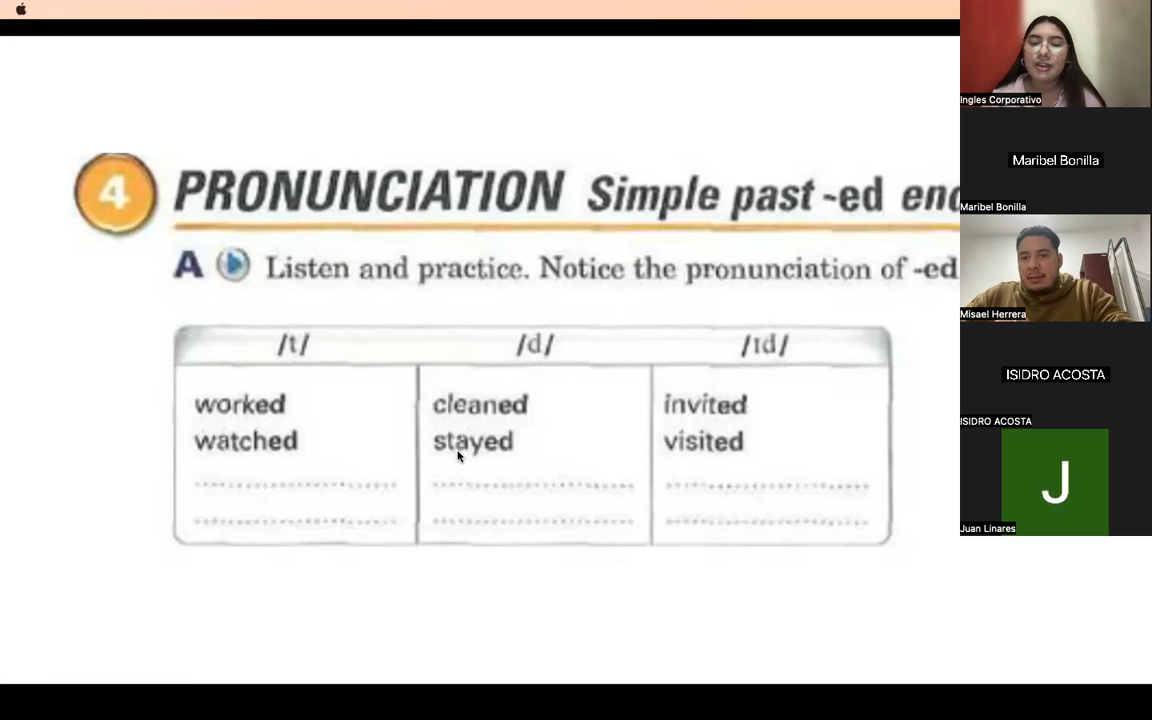 4 PRONUNCIATION Simple past -ed
A Listen and practice. Notice the pronunciation of -ed
/t/ /d/ /ɪd/
worked cleaned invited
watched stayed visited
Ingles Corporativo
Maribel Bonilla
Maribel Bonilla
Misael Herrera
ISIDRO ACOSTA
ISIDRO ACOSTA
J
Juan Linares